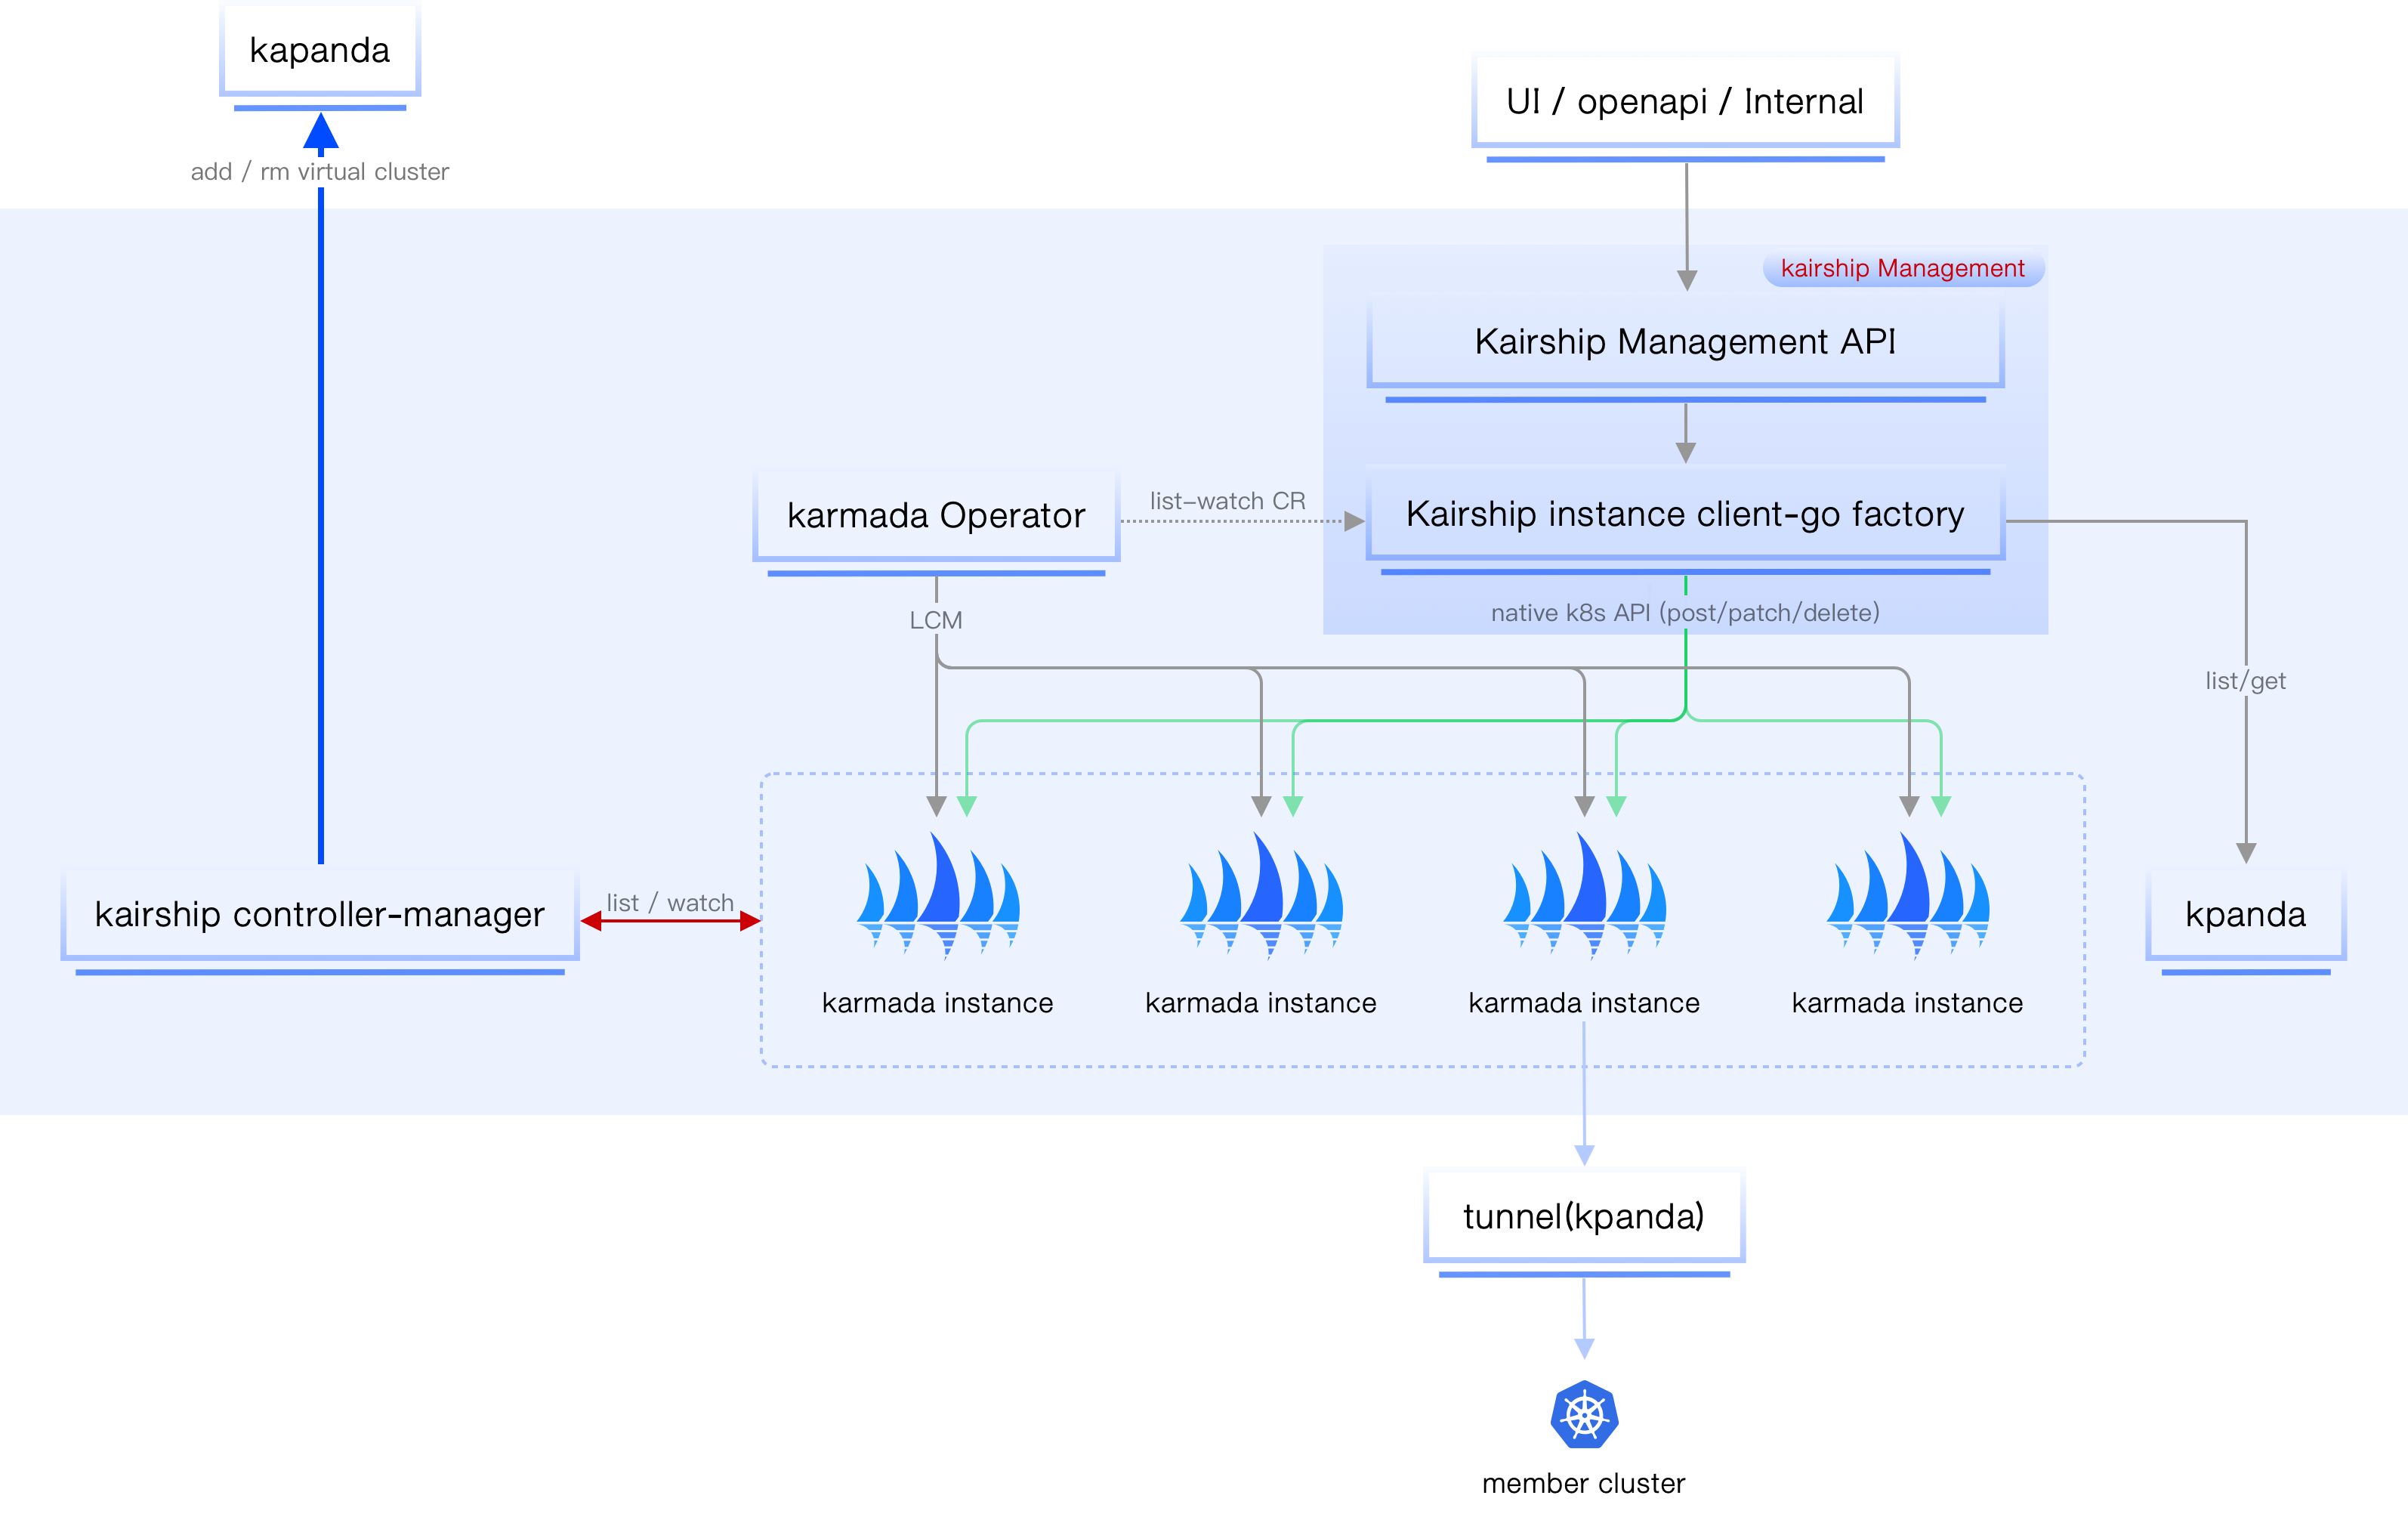 kapanda
UI / openapi / Internal
add / rm virtual cluster
kairship Management
Kairship Management API
karmada Operator
list-watch CR
Kairship instance client-go factory
LCM
native k8s API (post/patch/delete)
list/get
kairship controller-manager
list / watch
kpanda
karmada instance
karmada instance
karmada instance
karmada instance
tunnel(kpanda)
member cluster